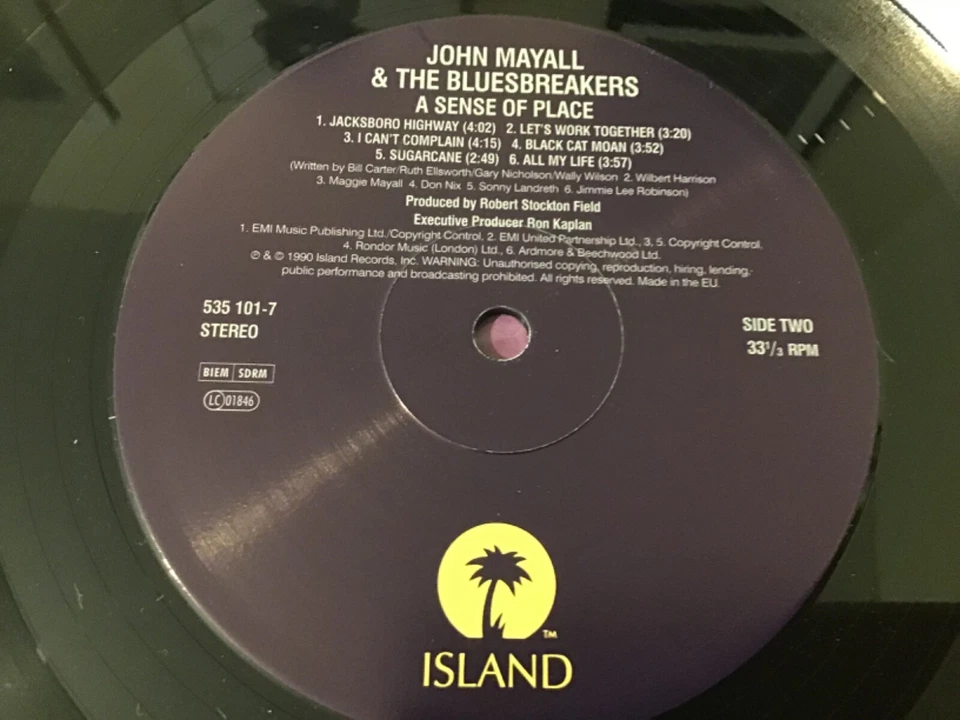 JOHN MAYALL
& THE BLUESBREAKERS
A SENSE OF PLACE
1. JACKSBORO HIGHWAY (4:02) 2. LET'S WORK TOGETHER (3:20)
3. I CAN'T COMPLAIN (4:15) 4. BLACK CAT MOAN (3:52)
5. SUGARCANE (2:49) 6. ALL MY LIFE (3:57)
(Written by Bill Carter/Ruth Ellsworth/Gary Nicholson/Wally Wilson 2. Wilbert Harrison
3. Maggie Mayall 4. Don Nix 5. Sonny Landreth 6. Jimmie Lee Robinson)
Produced by Robert Stockton Field
Executive Producer Ron Kaplan
1. EMI Music Publishing Ltd./Copyright Control, 2. EMI United Partnership Ltd., 3, 5. Copyright Control,
4. Rondor Music (London) Ltd., 6. Ardmore & Beechwood Ltd.
℗ & © 1990 Island Records, Inc. WARNING: Unauthorised copying, reproduction, hiring, lending,
public performance and broadcasting prohibited. All rights reserved. Made in the EU.
535 101-7
STEREO
SIDE TWO
33⅓ RPM
BIEM SDRM
LC 01846
ISLAND TM